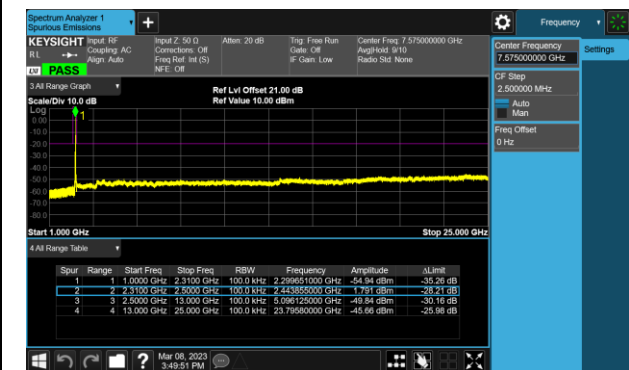 Spectrum Analyzer 1
Spurious Emissions
Frequency
KEYSIGHT
RL
LW
PASS
Input: RF
Coupling: AC
Align: Auto
Input Z: 50 Ω
Corrections: Off
Freq Ref: Int (S)
NFE: Off
Atten: 20 dB
Trig: Free Run
Gate: Off
IF Gain: Low
Center Freq: 7.575000000 GHz
Avg|Hold: 9/10
Radio Std: None
3 All Range Graph
Scale/Div 10.0 dB
Ref Lvl Offset 21.00 dB
Ref Value 10.00 dBm
Log
1
0.00
-10.0
-20.0
-30.0
-40.0
-50.0
-60.0
-70.0
-80.0
Start 1.000 GHz
Stop 25.000 GHz
4 All Range Table
Spur Range Start Freq Stop Freq RBW Frequency Amplitude ΔLimit
1 1 1.0000 GHz 2.3100 GHz 100.0 kHz 2.299651000 GHz -54.94 dBm -35.26 dB
2 2 2.3100 GHz 2.5000 GHz 100.0 kHz 2.443855000 GHz 1.791 dBm -28.21 dB
3 3 2.5000 GHz 13.000 GHz 100.0 kHz 5.096125000 GHz -49.84 dBm -30.16 dB
4 4 13.000 GHz 25.000 GHz 100.0 kHz 23.79580000 GHz -45.66 dBm -25.98 dB
Mar 08, 2023
3:49:51 PM
Center Frequency
7.575000000 GHz
Settings
CF Step
2.500000 MHz
Auto
Man
Freq Offset
0 Hz